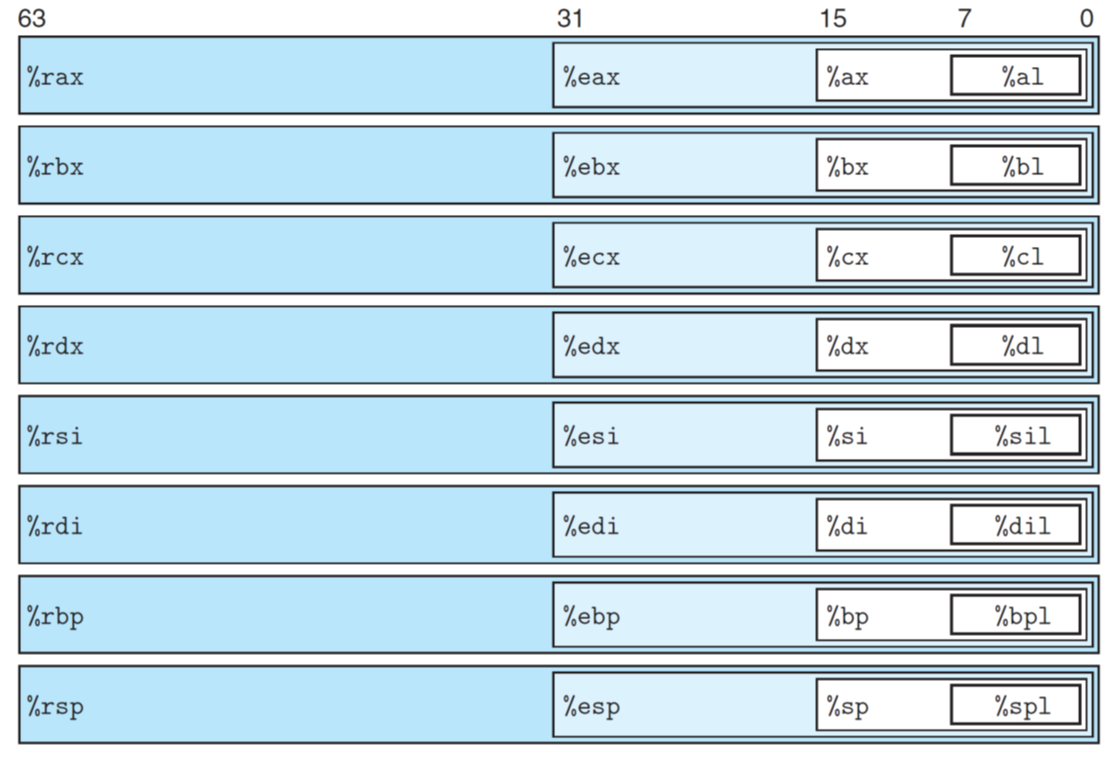 63 31 15 7 0
%rax %eax %ax %al
%rbx %ebx %bx %bl
%rcx %ecx %cx %cl
%rdx %edx %dx %dl
%rsi %esi %si %sil
%rdi %edi %di %dil
%rbp %ebp %bp %bpl
%rsp %esp %sp %spl